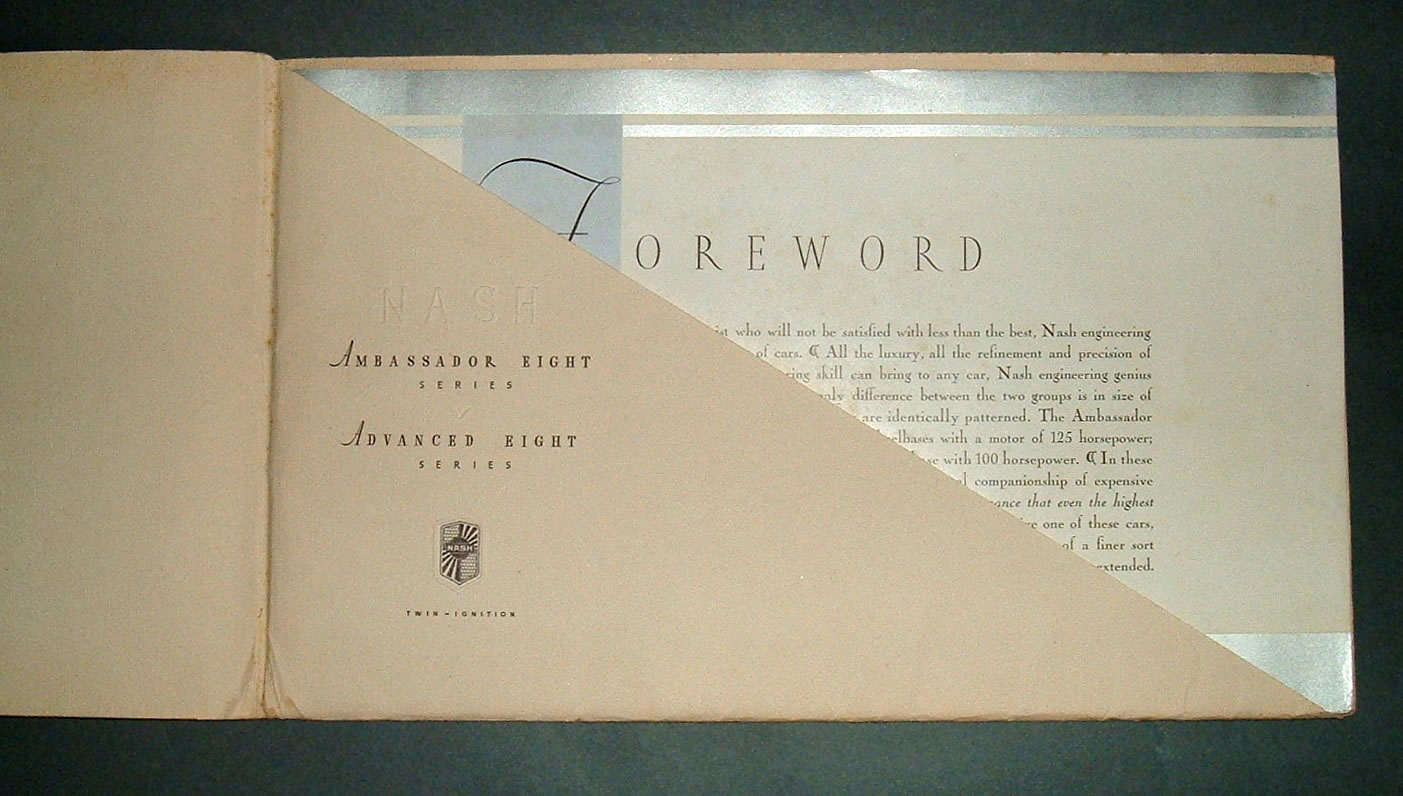 NASH
AMBASSADOR EIGHT
SERIES
ADVANCED EIGHT
SERIES
NASH
TWIN-IGNITION
FOREWORD
who will not be satisfied with less than the best, Nash engineering
of cars. ¶ All the luxury, all the refinement and precision of
skill can bring to any car, Nash engineering genius
difference between the two groups is in size of
are identically patterned. The Ambassador
with a motor of 125 horsepower;
with 100 horsepower. ¶ In these
companionship of expensive
that even the highest
one of these cars,
of a finer sort
extended.